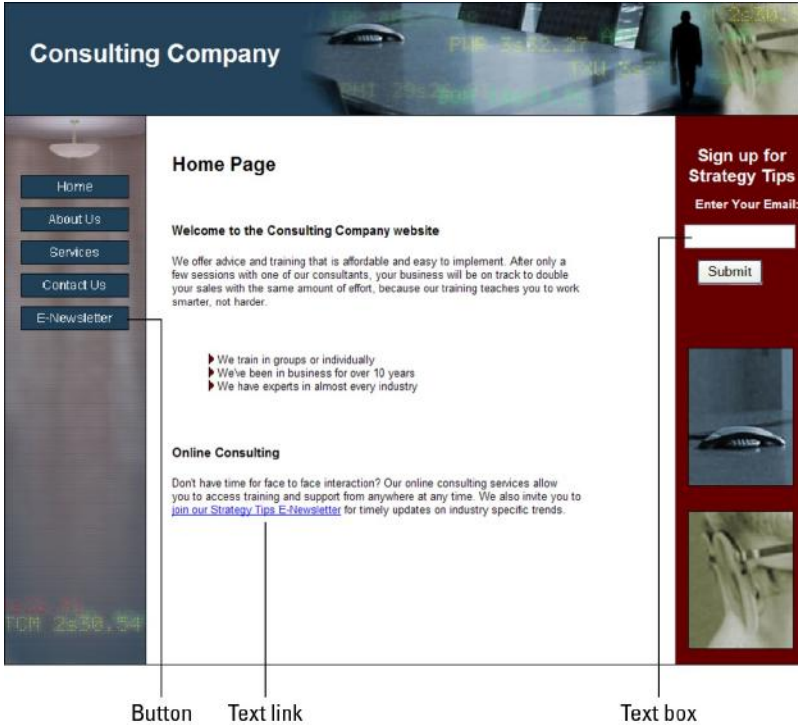 Consulting Company
Home
About Us
Services
Contact Us
E-Newsletter
TCM 2s30.54
Home Page
Welcome to the Consulting Company website
We offer advice and training that is affordable and easy to implement. After only a
few sessions with one of our consultants, your business will be on track to double
your sales with the same amount of effort, because our training teaches you to work
smarter, not harder.
We train in groups or individually
We've been in business for over 10 years
We have experts in almost every industry
Online Consulting
Don't have time for face to face interaction? Our online consulting services allow
you to access training and support from anywhere at any time. We also invite you to
join our Strategy Tips E-Newsletter for timely updates on industry specific trends.
Sign up for
Strategy Tips
Enter Your Email:
Submit
Button
Text link
Text box